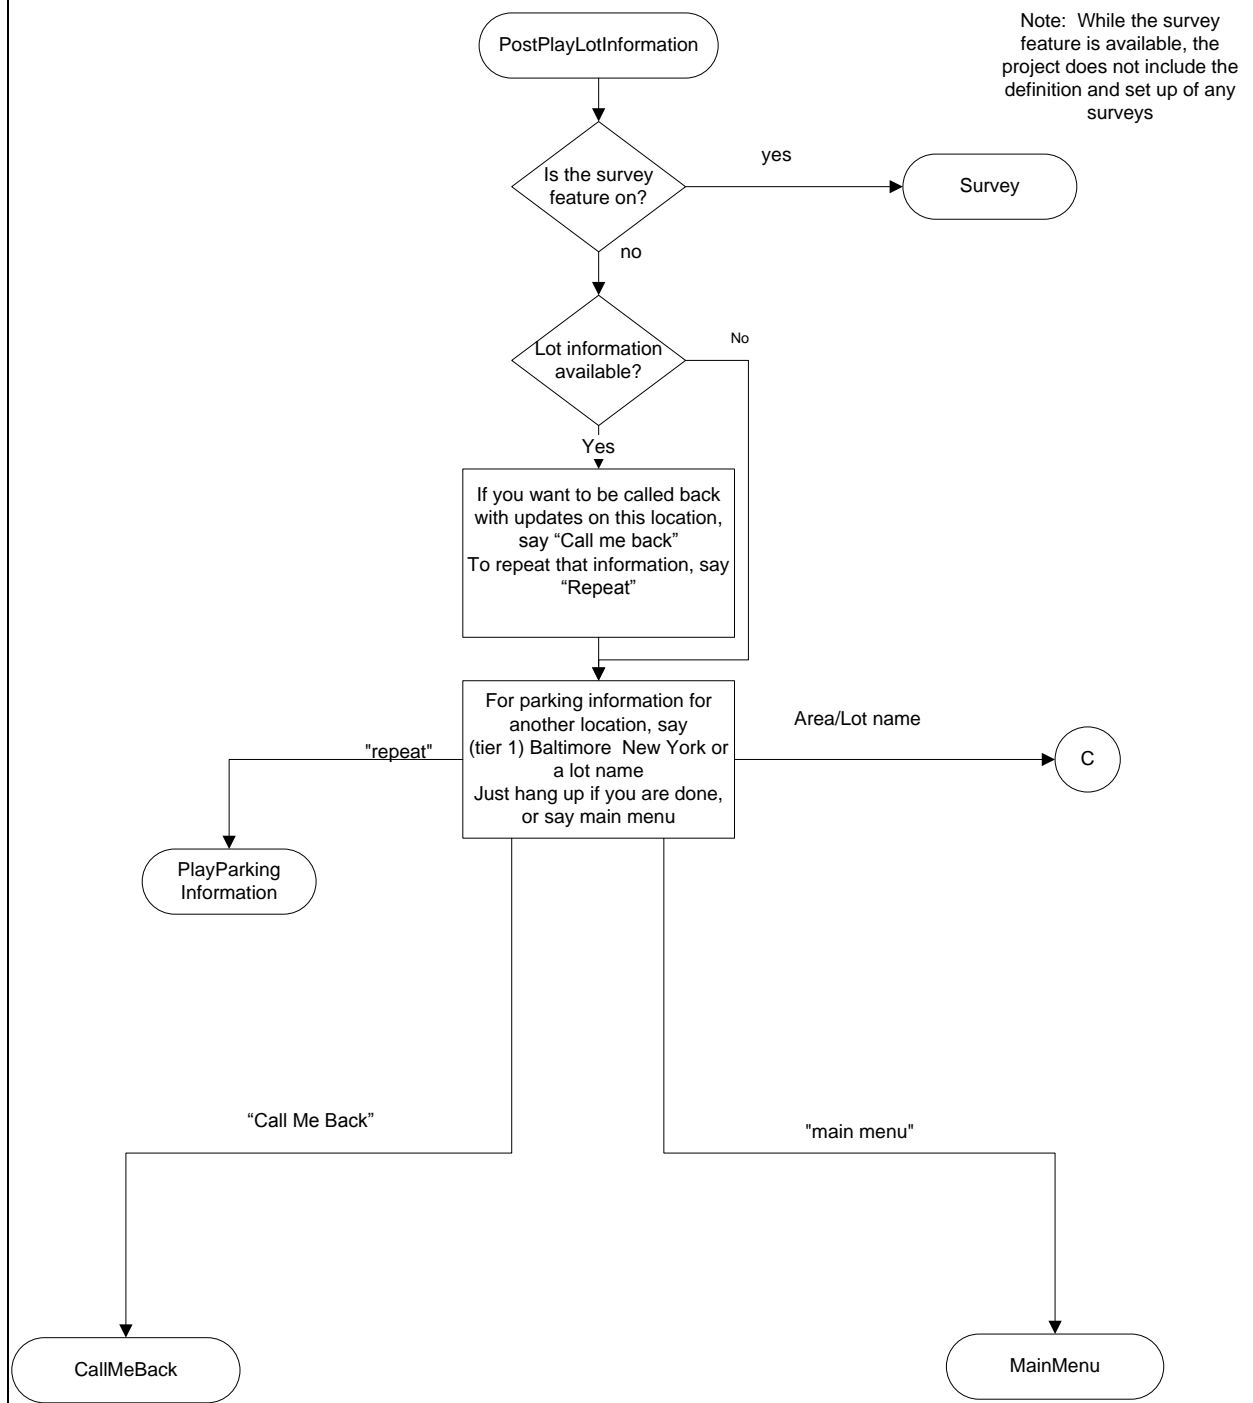 PostPlayLotInformation
Note:  While the survey
feature is available, the
project does not include the
definition and set up of any
surveys
Is the survey
feature on?
yes
Survey
no
Lot information
available?
No
Yes
If you want to be called back
with updates on this location,
say “Call me back”
To repeat that information, say
“Repeat”
For parking information for
another location, say
(tier 1) Baltimore  New York or
a lot name
Just hang up if you are done,
or say main menu
Area/Lot name
C
"repeat"
PlayParking
Information
“Call Me Back”
"main menu"
CallMeBack
MainMenu